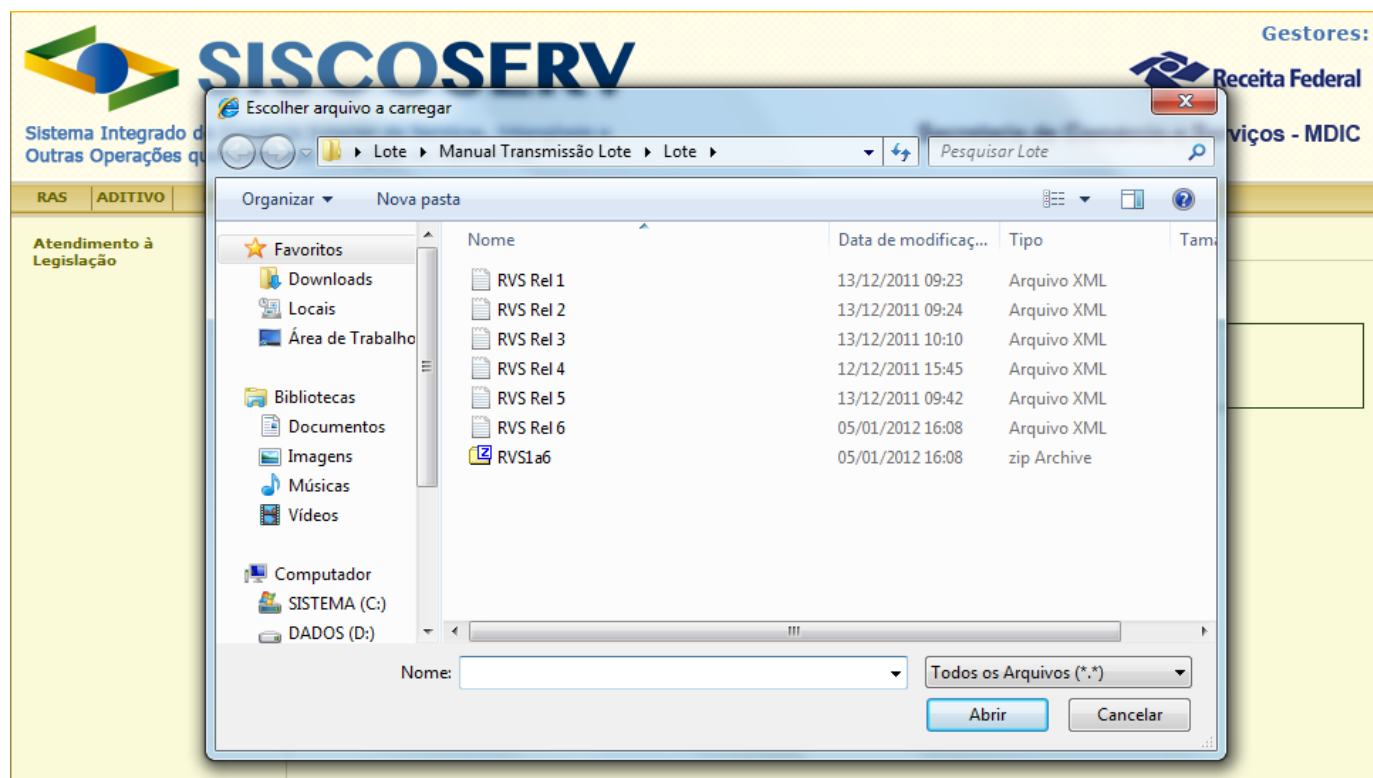 Gestores:
SISCOSERV
Receita Federal
Escolher arquivo a carregar
Sistema Integrado d
viços - MDIC
Outras Operações qu
Lote Manual Transmissão Lote Lote
Pesquisar Lote
RAS ADITIVO
Organizar Nova pasta
Atendimento à
Legislação
Favoritos
Downloads
Locais
Área de Trabalho
Bibliotecas
Documentos
Imagens
Músicas
Vídeos
Computador
SISTEMA (C:)
DADOS (D:)
Nome Data de modificaç... Tipo Tama
RVS Rel 1 13/12/2011 09:23 Arquivo XML
RVS Rel 2 13/12/2011 09:24 Arquivo XML
RVS Rel 3 13/12/2011 10:10 Arquivo XML
RVS Rel 4 12/12/2011 15:45 Arquivo XML
RVS Rel 5 13/12/2011 09:42 Arquivo XML
RVS Rel 6 05/01/2012 16:08 Arquivo XML
RVS1a6 05/01/2012 16:08 zip Archive
Nome:
Todos os Arquivos (*.*)
Abrir Cancelar